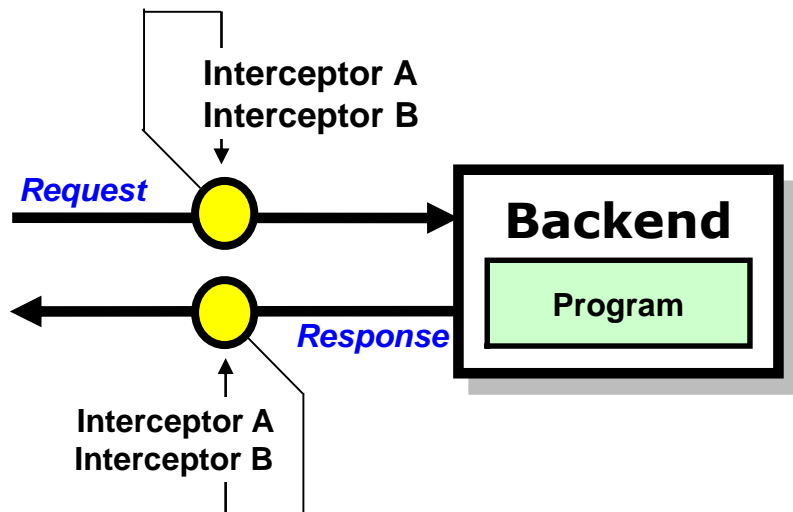 Interceptor A
Interceptor B
Request
Backend
Program
Response
Interceptor A
Interceptor B